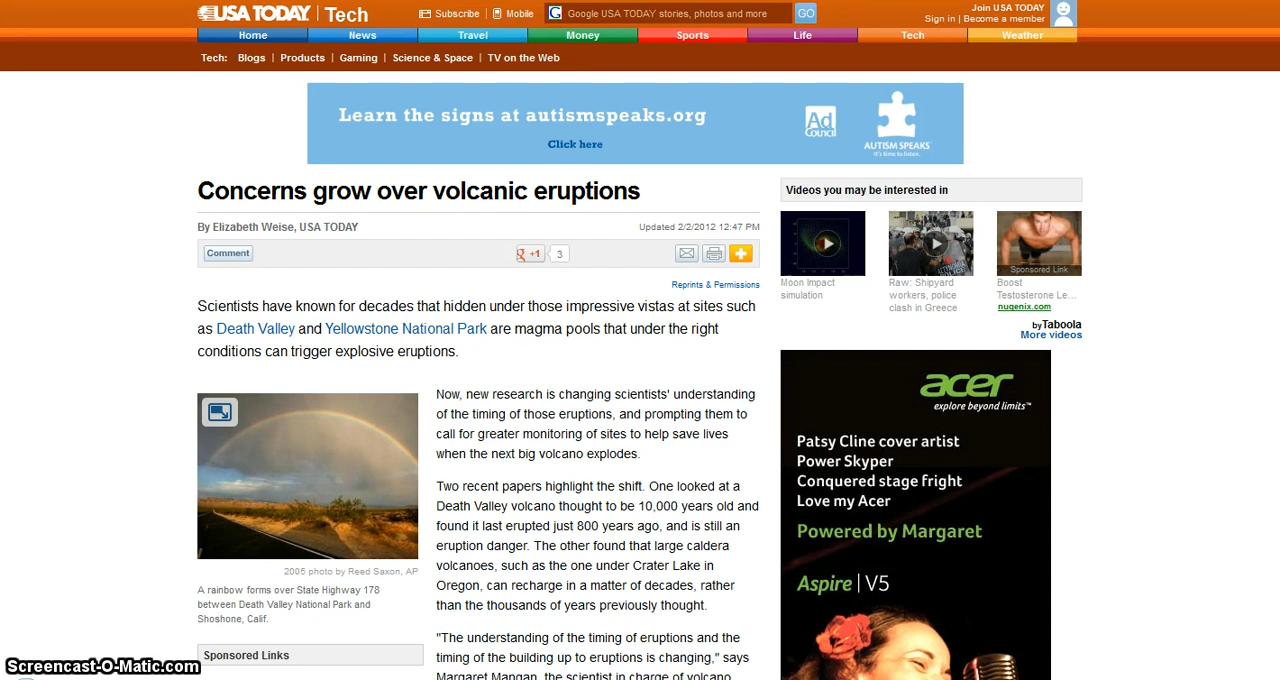 USA TODAY Tech
Subscribe Mobile
Google USA TODAY stories, photos and more
GO
Join USA TODAY
Sign in | Become a member
Home News Travel Money Sports Life Tech Weather
Tech: Blogs | Products | Gaming | Science & Space | TV on the Web
Learn the signs at autismspeaks.org
Click here
Ad
Council
AUTISM SPEAKS
It's time to listen.
Concerns grow over volcanic eruptions
By Elizabeth Weise, USA TODAY
Updated 2/2/2012 12:47 PM
Comment
g +1 3
Reprints & Permissions
Scientists have known for decades that hidden under those impressive vistas at sites such
as Death Valley and Yellowstone National Park are magma pools that under the right
conditions can trigger explosive eruptions.
2005 photo by Reed Saxon, AP
A rainbow forms over State Highway 178
between Death Valley National Park and
Shoshone, Calif.
Sponsored Links
Now, new research is changing scientists' understanding
of the timing of those eruptions, and prompting them to
call for greater monitoring of sites to help save lives
when the next big volcano explodes.
Two recent papers highlight the shift. One looked at a
Death Valley volcano thought to be 10,000 years old and
found it last erupted just 800 years ago, and is still an
eruption danger. The other found that large caldera
volcanoes, such as the one under Crater Lake in
Oregon, can recharge in a matter of decades, rather
than the thousands of years previously thought.
"The understanding of the timing of eruptions and the
timing of the building up to eruptions is changing," says
Margaret Mangan, the scientist in charge of volcano
Videos you may be interested in
Moon Impact
simulation
Raw: Shipyard
workers, police
clash in Greece
Sponsored Link
Boost
Testosterone Le...
nugenix.com
by Taboola
More videos
acer
explore beyond limits™
Patsy Cline cover artist
Power Skyper
Conquered stage fright
Love my Acer
Powered by Margaret
Aspire | V5
Screencast-O-Matic.com